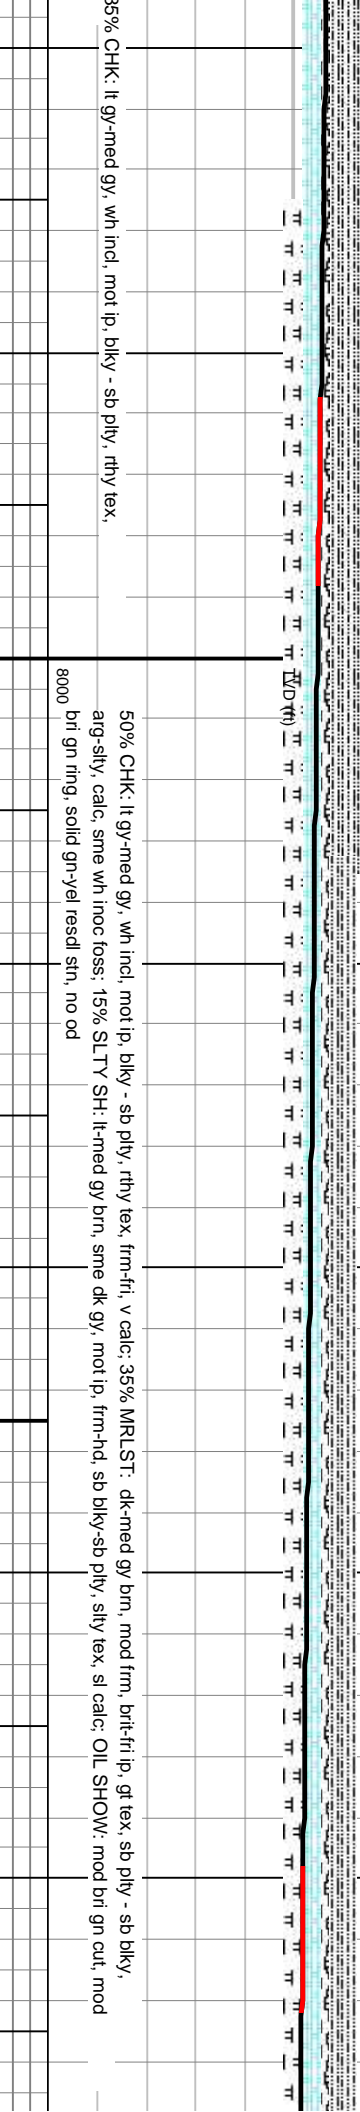 35% CHK: lt gy-med gy, wh incl, mot ip, blky - sb plty, rthy tex,
TVD (ft)
50% CHK: lt gy-med gy, wh incl, mot ip, blky - sb plty, rthy tex, frm-fri, v calc; 35% MRLST: dk-med gy brn, mod frm, brit-fri ip, gt tex, sb plty - sb blky,
arg-slty, calc, sme wh inoc foss; 15% SLTY SH: lt-med gy brn, sme dk gy, mot ip, frm-hd, sb blky-sb plty, slty tex, sl calc; OIL SHOW: mod bri gn cut, mod
bri gn ring, solid gn-yel resdl stn, no od
8000